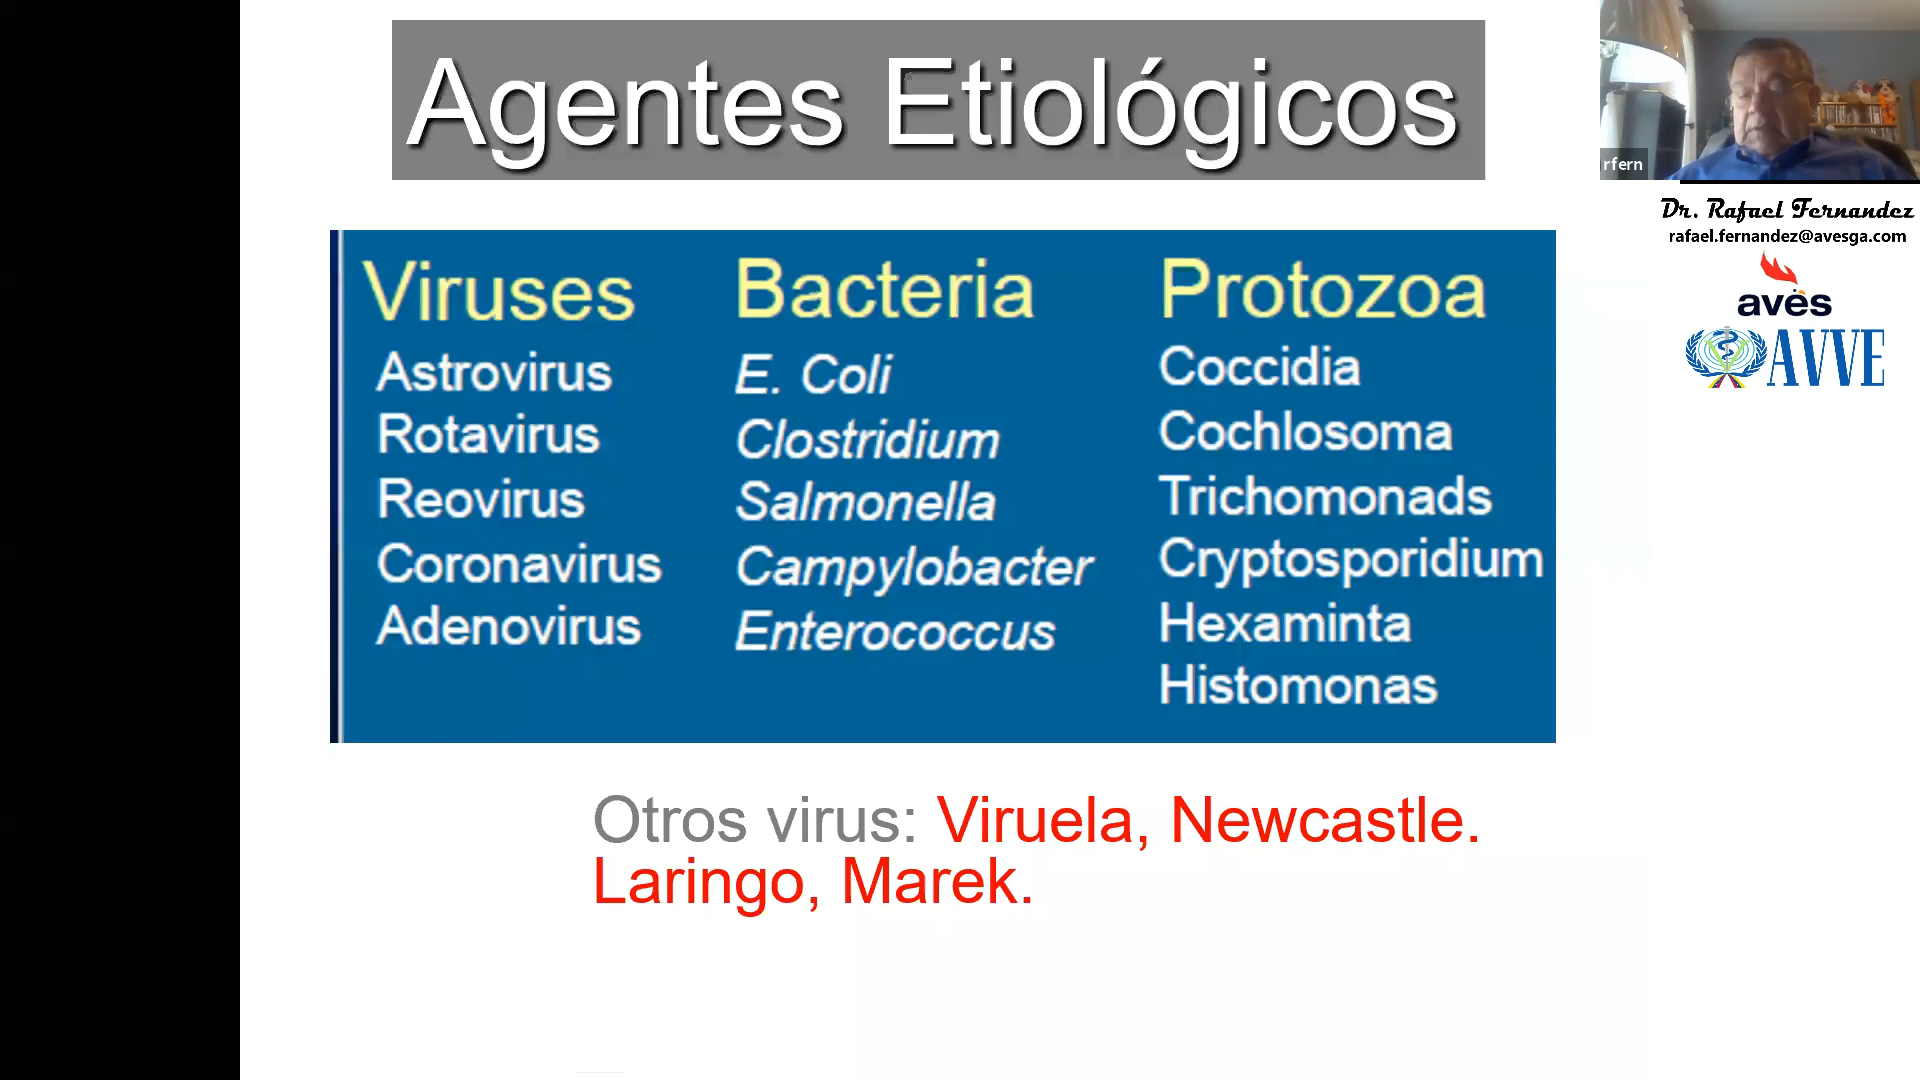 Agentes Etiológicos
Viruses
Astrovirus
Rotavirus
Reovirus
Coronavirus
Adenovirus
Bacteria
E. Coli
Clostridium
Salmonella
Campylobacter
Enterococcus
Protozoa
Coccidia
Cochlosoma
Trichomonads
Cryptosporidium
Hexaminta
Histomonas
Otros virus: Viruela, Newcastle.
Laringo, Marek.
rfern
Dr. Rafael Fernandez
rafael.fernandez@avesga.com
avès
AVVE